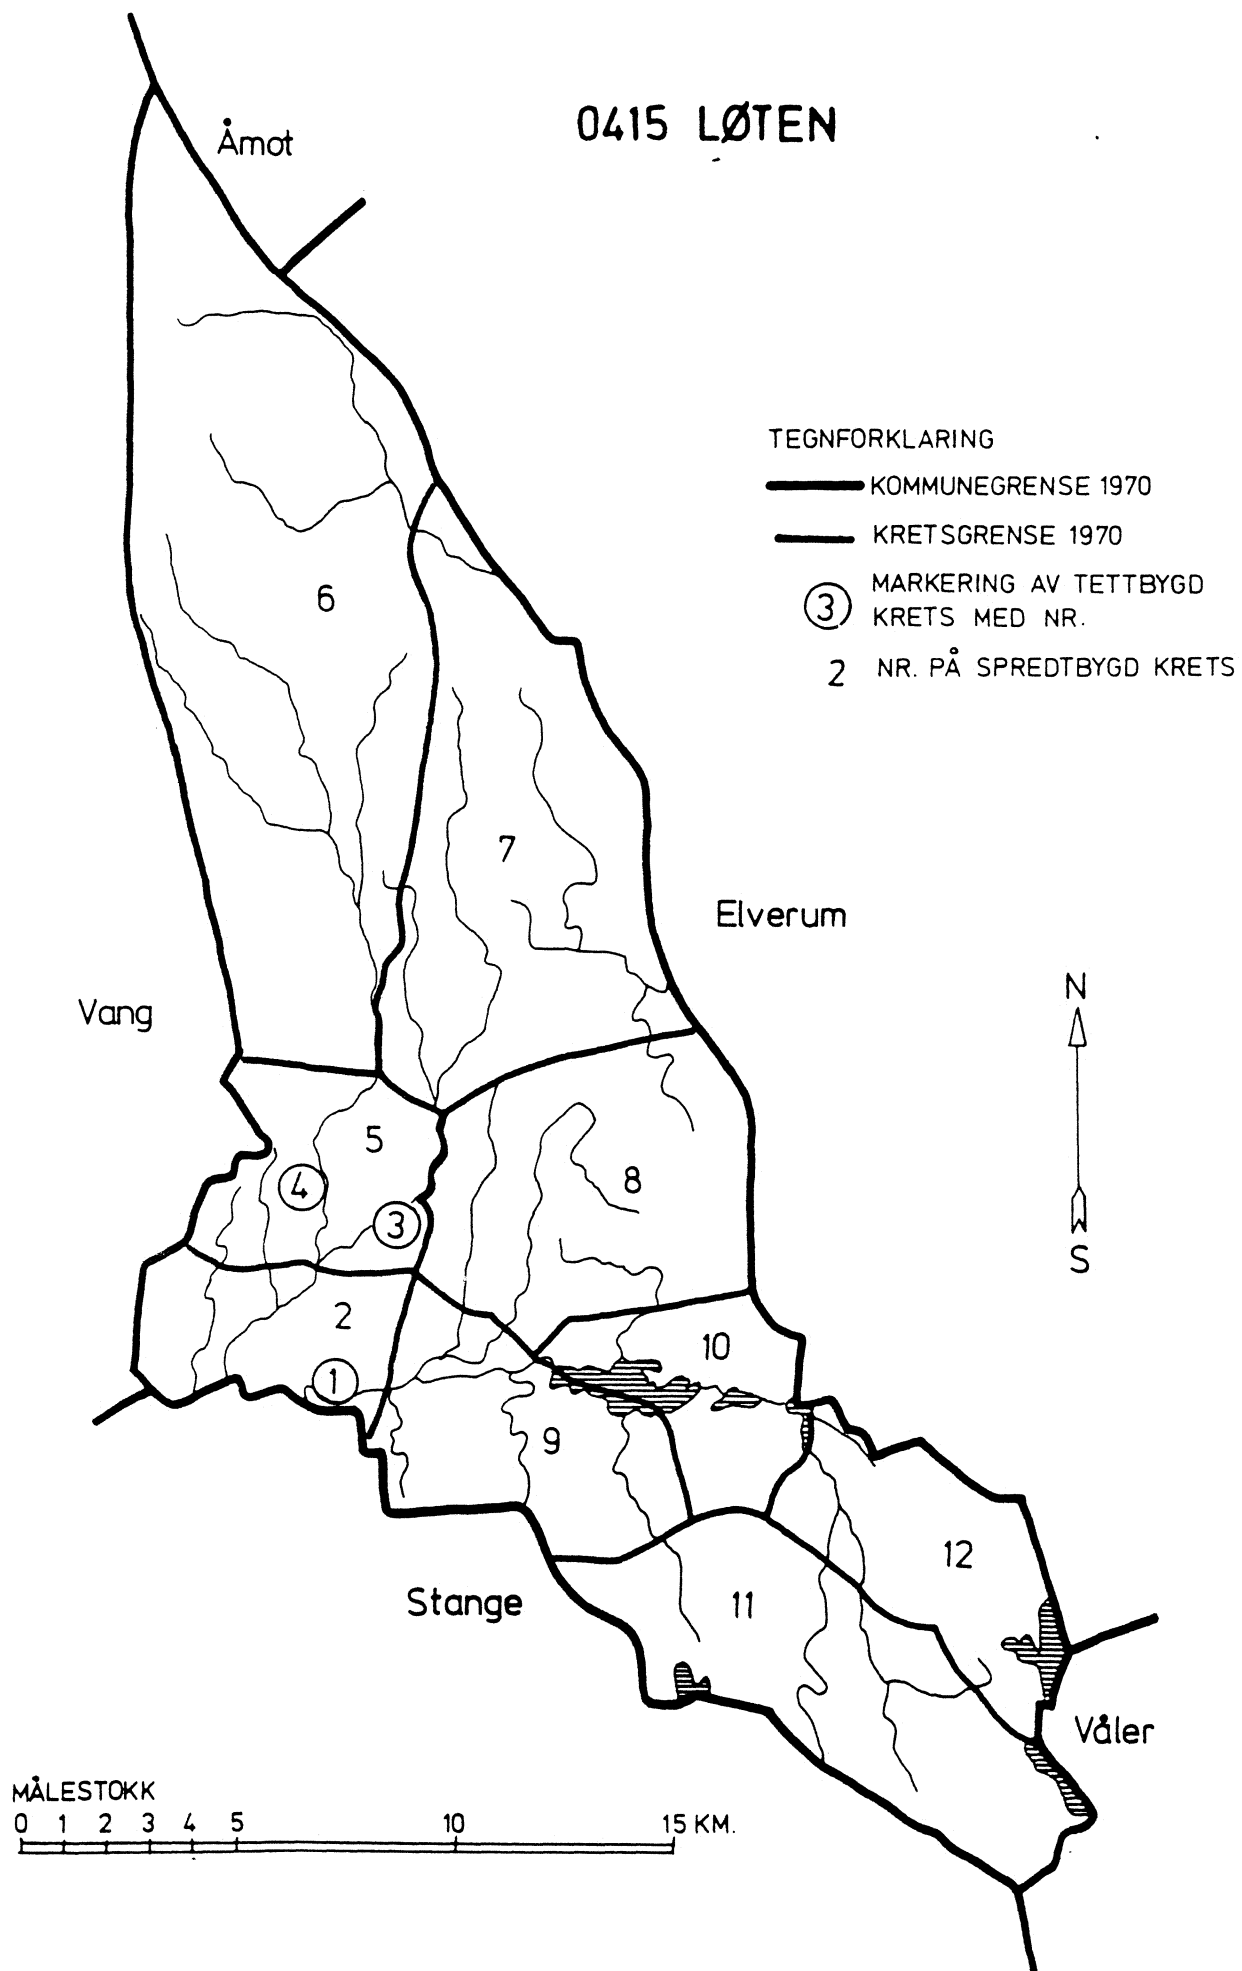 0415 LØTEN
Åmot
TEGNFORKLARING
KOMMUNEGRENSE 1970
KRETSGRENSE 1970
3 MARKERING AV TETTBYGD
KRETS MED NR.
2 NR. PÅ SPREDTBYGD KRETS
6
7
Elverum
Vang
N
S
5
4
3
8
2
1
10
9
12
11
Stange
Våler
MÅLESTOKK
0 1 2 3 4 5 10 15 KM.